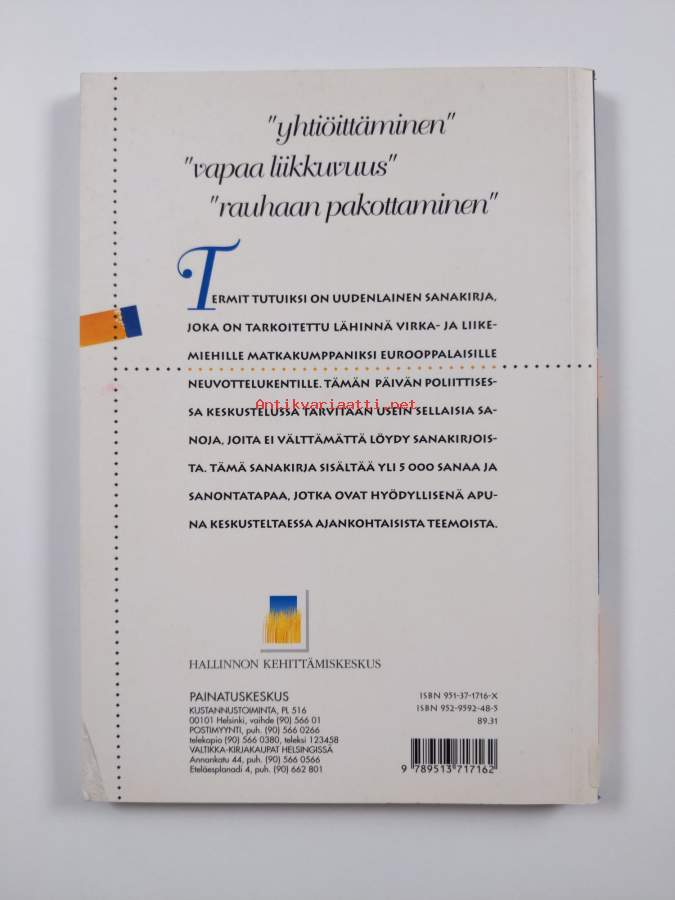 "yhtiöittäminen"
"vapaa liikkuvuus"
"rauhaan pakottaminen"
TERMIT TUTUIKSI ON UUDENLAINEN SANAKIRJA,
JOKA ON TARKOITETTU LÄHINNÄ VIRKA- JA LIIKE-
MIEHILLE MATKAKUMPPANIKSI EUROOPPALAISILLE
NEUVOTTELUKENTILLE. TÄMÄN PÄIVÄN POLIITTISES-
SA KESKUSTELUSSA TARVITAAN USEIN SELLAISIA SA-
Antikvariaatti.net
NOJA, JOITA EI VÄLTTÄMÄTTÄ LÖYDY SANAKIRJOIS-
TA. TÄMÄ SANAKIRJA SISÄLTÄÄ YLI 5 000 SANAA JA
SANONTATAPAA, JOTKA OVAT HYÖDYLLISENÄ APU-
NA KESKUSTELTAESSA AJANKOHTAISISTA TEEMOISTA.
HALLINNON KEHITTÄMISKESKUS
PAINATUSKESKUS
KUSTANNUSTOIMINTA, PL 516
00101 Helsinki, vaihde (90) 566 01
POSTIMYYNTI, puh. (90) 566 0266
telekopio (90) 566 0380, teleksi 123458
VALTIKKA-KIRJAKAUPAT HELSINGISSÄ
Annankatu 44, puh. (90) 566 0566
Eteläesplanadi 4, puh. (90) 662 801
ISBN 951-37-1716-X
ISBN 952-9592-48-5
89.31
9 789513 717162